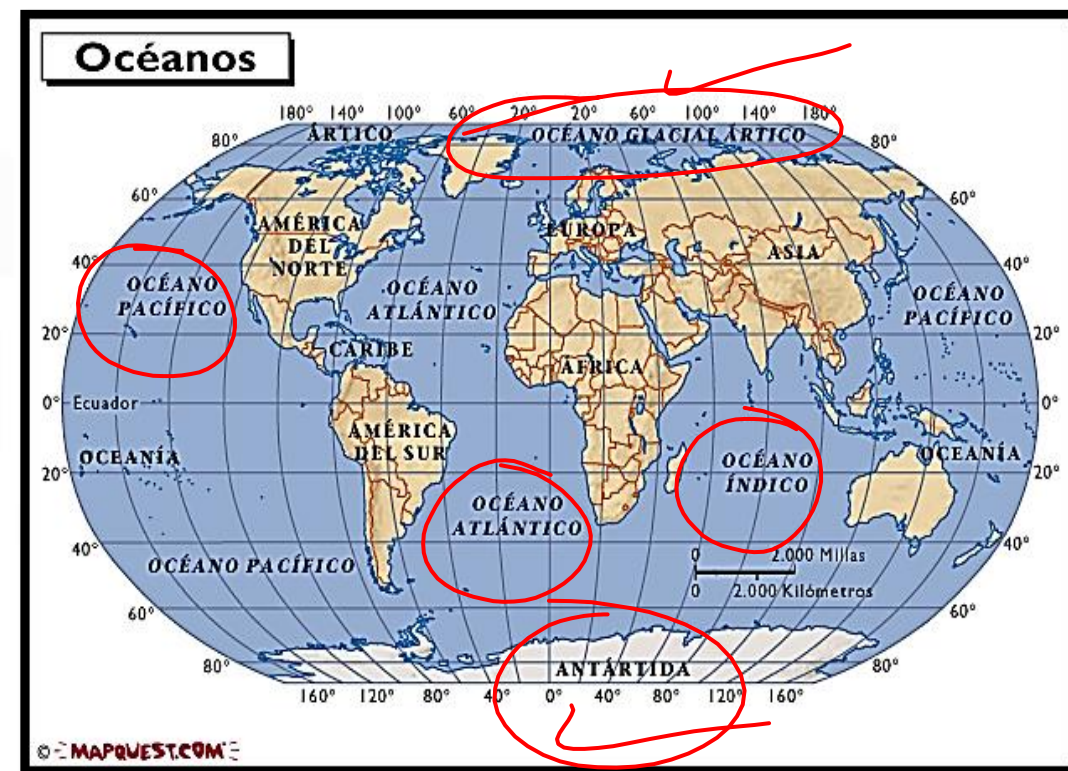 Océanos
180° 140° 100° 60° 20° 20° 60° 100° 140° 180°
ÁRTICO
OCÉANO GLACIAL ÁRTICO
80° 80°
60° 60°
AMÉRICA
DEL
NORTE
EUROPA
ASIA
40° 40°
OCÉANO
PACÍFICO
OCÉANO
ATLÁNTICO
OCÉANO
PACÍFICO
20° 20°
CARIBE
ÁFRICA
0° Ecuador 0°
AMÉRICA
DEL SUR
OCEANÍA
OCÉANO
ÍNDICO
OCEANÍA
20° 20°
OCÉANO
ATLÁNTICO
40° 40°
OCÉANO PACÍFICO
0 2.000 Millas
0 2.000 Kilómetros
60° 60°
80° 80°
ANTÁRTIDA
160° 120° 80° 40° 0° 40° 80° 120° 160°
© MAPQUEST.COM